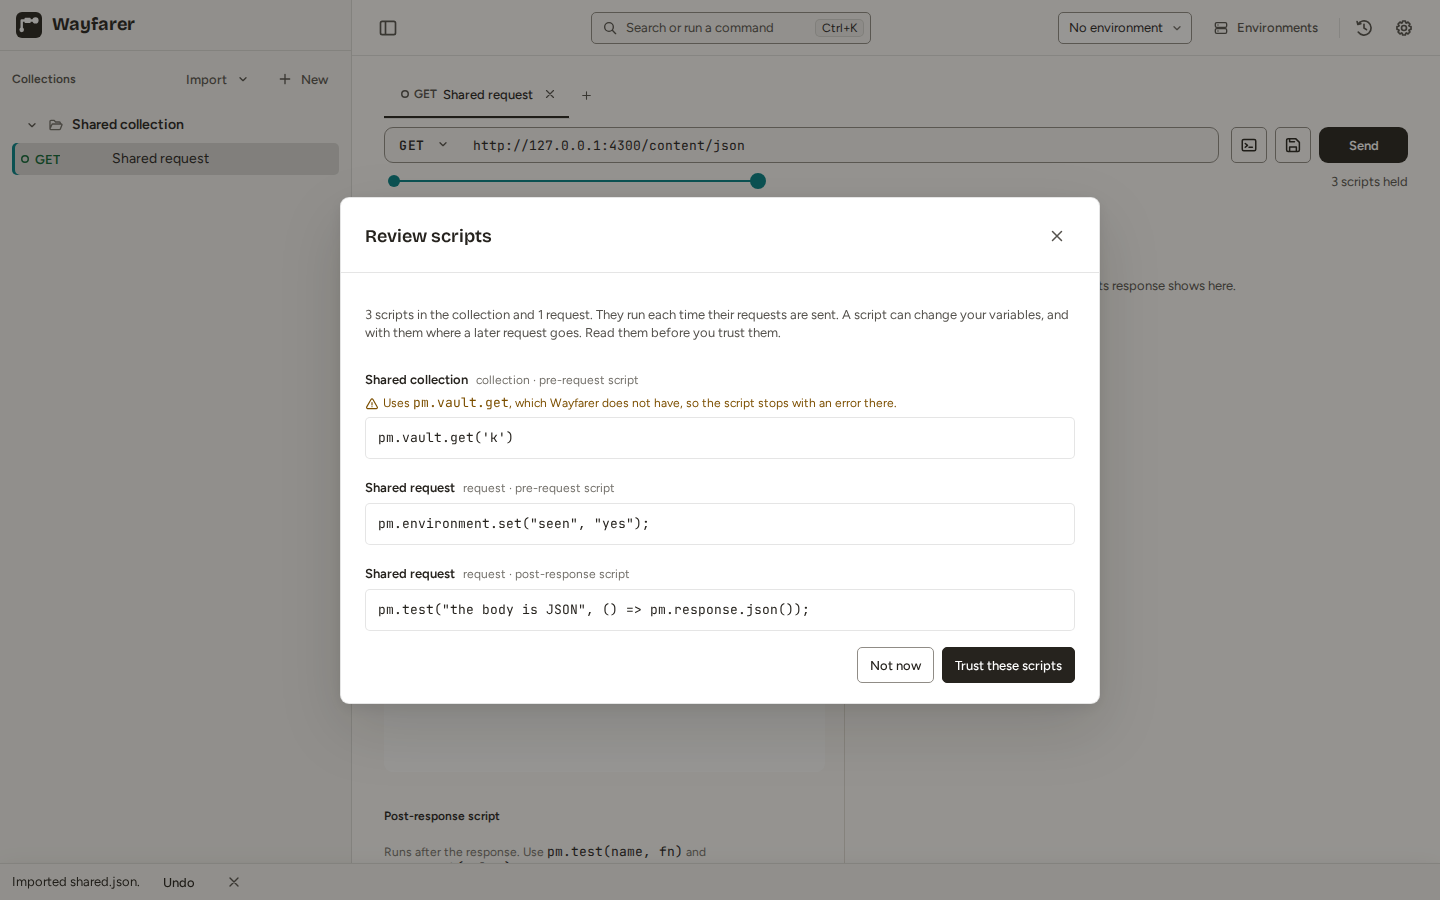 Wayfarer
Search or run a command
Ctrl+K
No environment
Environments
Collections
Import
New
GET Shared request
Shared collection
GET
http://127.0.0.1:4300/content/json
Send
GET Shared request
3 scripts held
Review scripts
ts response shows here.
3 scripts in the collection and 1 request. They run each time their requests are sent. A script can change your variables, and
with them where a later request goes. Read them before you trust them.
Shared collection collection · pre-request script
Uses pm.vault.get, which Wayfarer does not have, so the script stops with an error there.
pm.vault.get('k')
Shared request request · pre-request script
pm.environment.set("seen", "yes");
Shared request request · post-response script
pm.test("the body is JSON", () => pm.response.json());
Not now
Trust these scripts
Post-response script
Runs after the response. Use pm.test(name, fn) and
Imported shared.json.
Undo